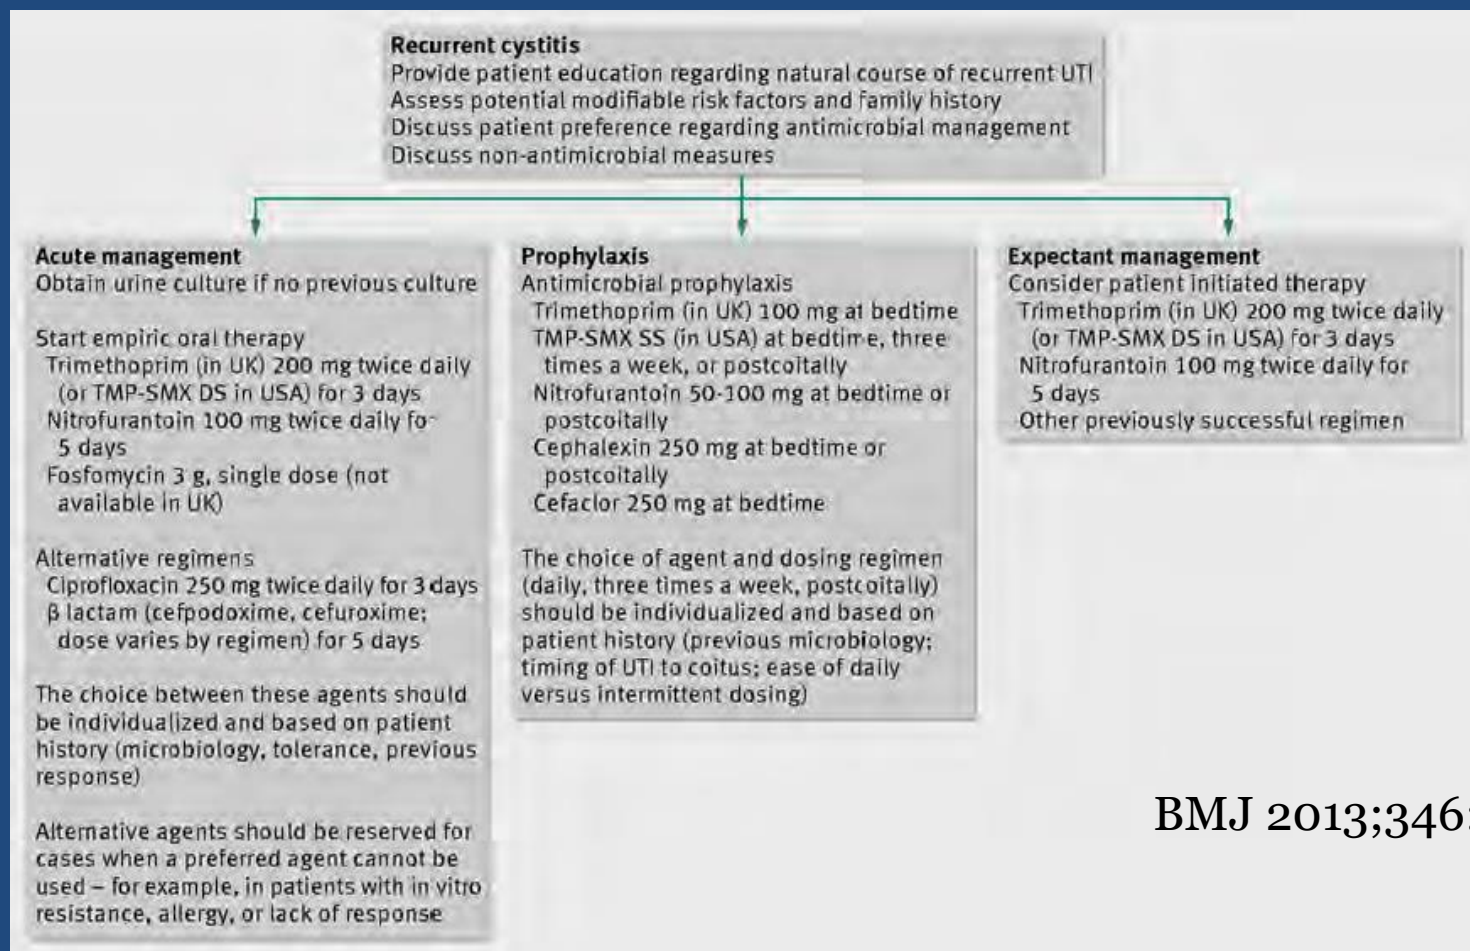 Recurrent cystitis
Provide patient education regarding natural course of recurrent UTI
Assess potential modifiable risk factors and family history
Discuss patient preference regarding antimicrobial management
Discuss non-antimicrobial measures
Acute management
Obtain urine culture if no previous culture
Start empiric oral therapy
Trimethoprim (in UK) 200 mg twice daily
(or TMP-SMX DS in USA) for 3 days
Nitrofurantoin 100 mg twice daily for
5 days
Fosfomycin 3 g, single dose (not
available in UK)
Alternative regimens
Ciprofloxacin 250 mg twice daily for 3 days
β lactam (cefpodoxime, cefuroxime;
dose varies by regimen) for 5 days
The choice between these agents should
be individualized and based on patient
history (microbiology, tolerance, previous
response)
Alternative agents should be reserved for
cases when a preferred agent cannot be
used – for example, in patients with in vitro
resistance, allergy, or lack of response
Prophylaxis
Antimicrobial prophylaxis
Trimethoprim (in UK) 100 mg at bedtime
TMP-SMX SS (in USA) at bedtime, three
times a week, or postcoitally
Nitrofurantoin 50-100 mg at bedtime or
postcoitally
Cephalexin 250 mg at bedtime or
postcoitally
Cefaclor 250 mg at bedtime
The choice of agent and dosing regimen
(daily, three times a week, postcoitally)
should be individualized and based on
patient history (previous microbiology;
timing of UTI to coitus; ease of daily
versus intermittent dosing)
Expectant management
Consider patient initiated therapy
Trimethoprim (in UK) 200 mg twice daily
(or TMP-SMX DS in USA) for 3 days
Nitrofurantoin 100 mg twice daily for
5 days
Other previously successful regimen
BMJ 2013;346: